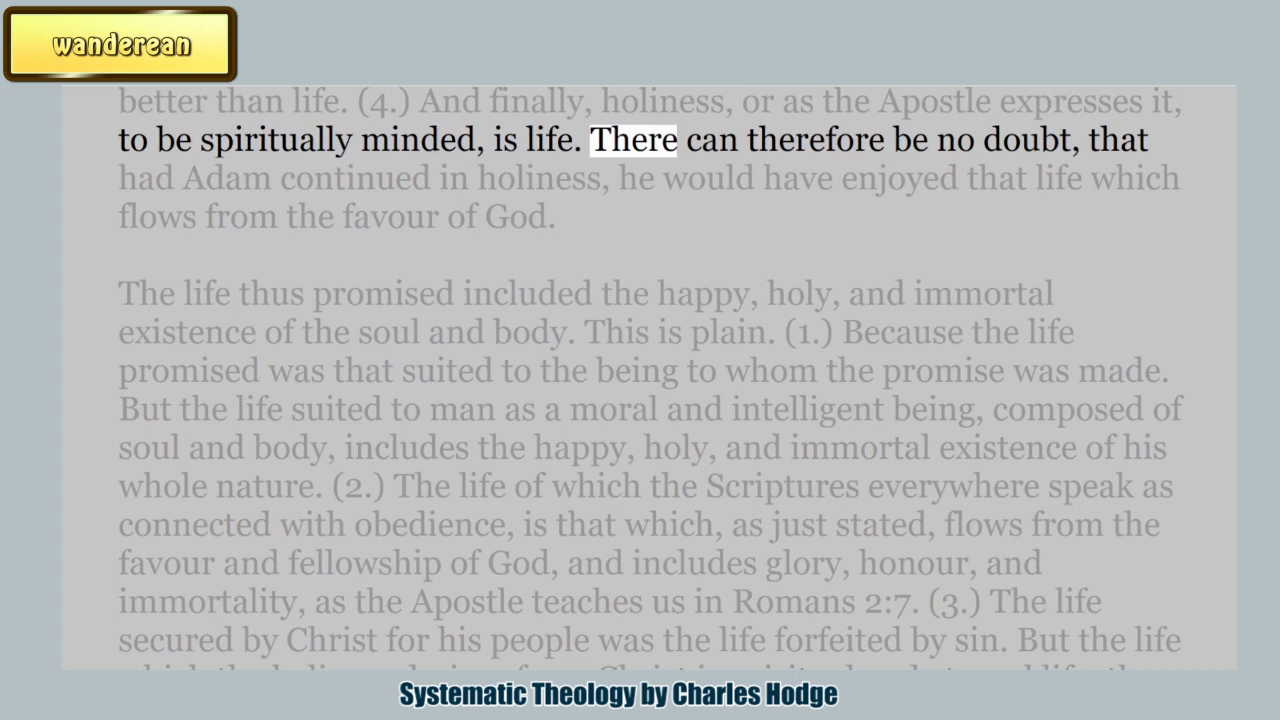 wanderean
better than life. (4.) And finally, holiness, or as the Apostle expresses it,
to be spiritually minded, is life. There can therefore be no doubt, that
had Adam continued in holiness, he would have enjoyed that life which
flows from the favour of God.
The life thus promised included the happy, holy, and immortal
existence of the soul and body. This is plain. (1.) Because the life
promised was that suited to the being to whom the promise was made.
But the life suited to man as a moral and intelligent being, composed of
soul and body, includes the happy, holy, and immortal existence of his
whole nature. (2.) The life of which the Scriptures everywhere speak as
connected with obedience, is that which, as just stated, flows from the
favour and fellowship of God, and includes glory, honour, and
immortality, as the Apostle teaches us in Romans 2:7. (3.) The life
secured by Christ for his people was the life forfeited by sin. But the life
Systematic Theology by Charles Hodge